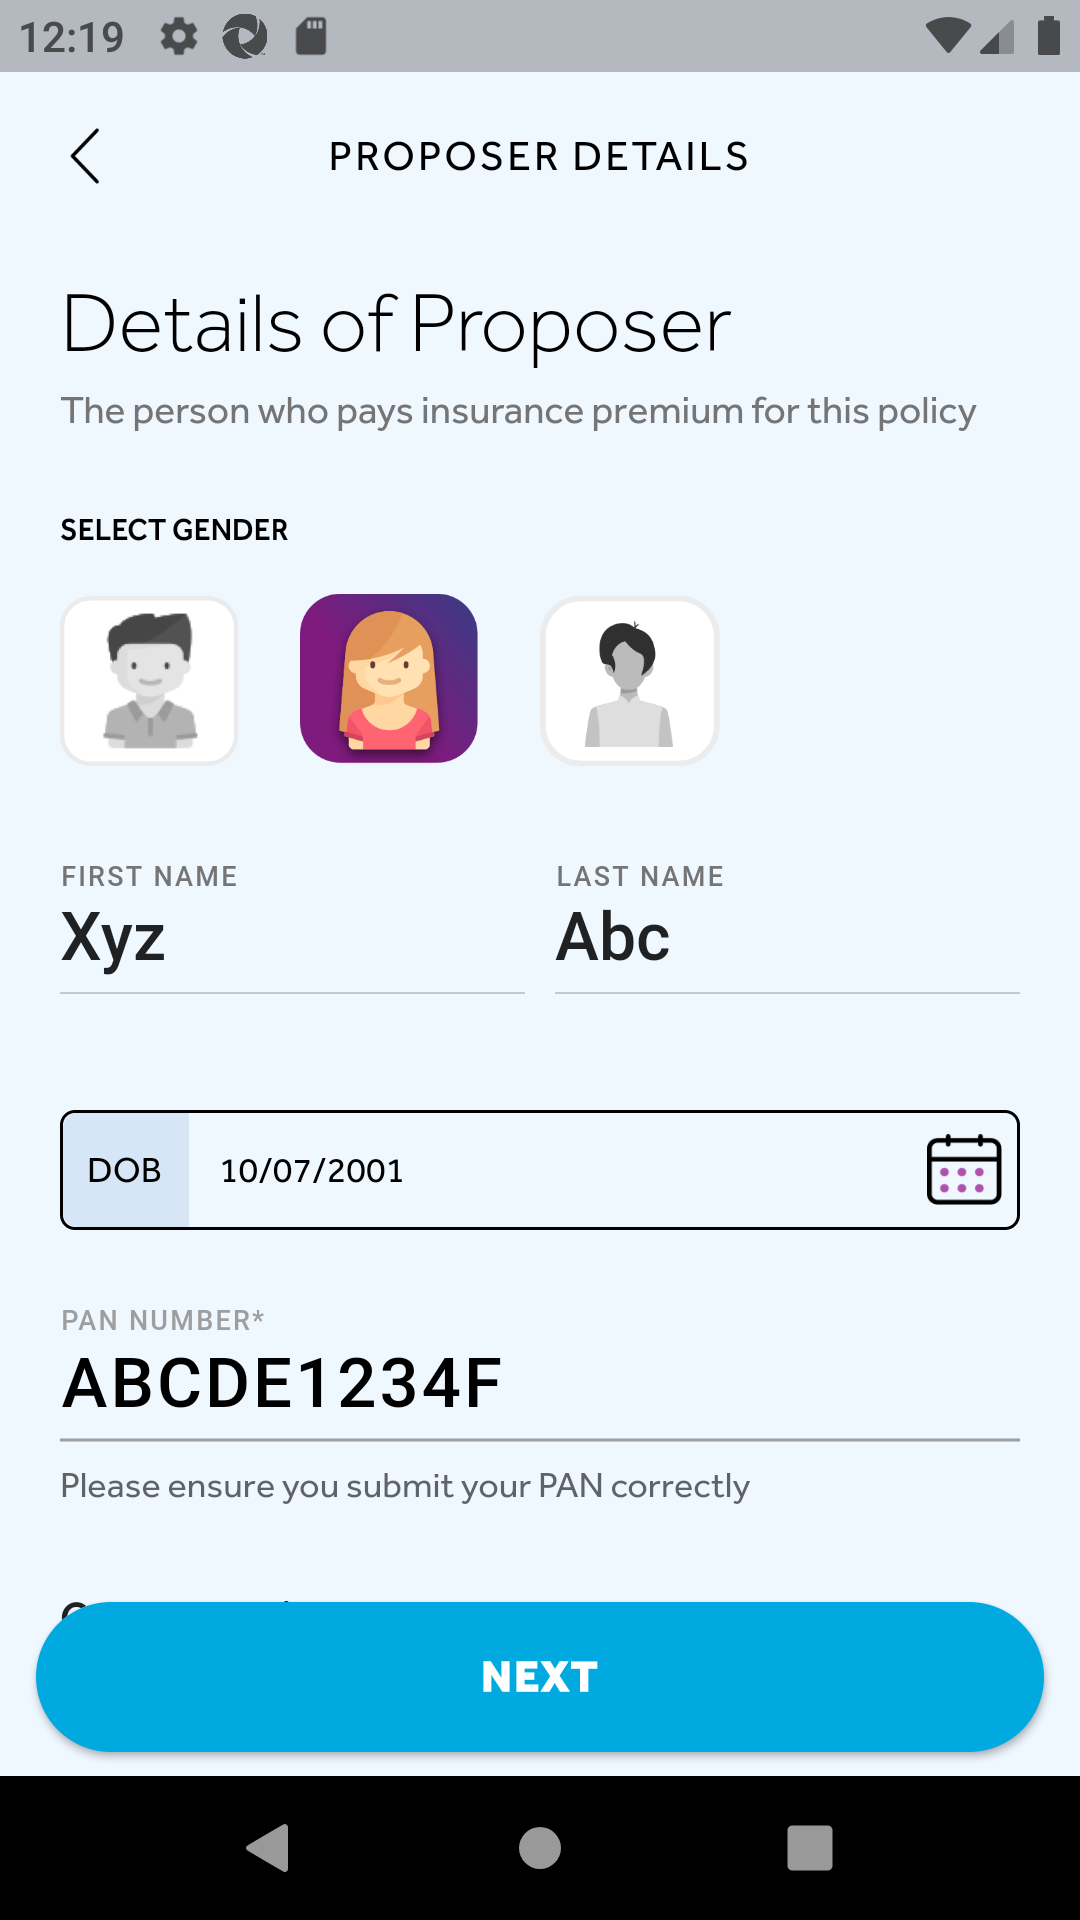 12:19
PROPOSER DETAILS
Details of Proposer
The person who pays insurance premium for this policy
SELECT GENDER
FIRST NAME
LAST NAME
Xyz
Abc
DOB
10/07/2001
PAN NUMBER*
ABCDE1234F
Please ensure you submit your PAN correctly
NEXT